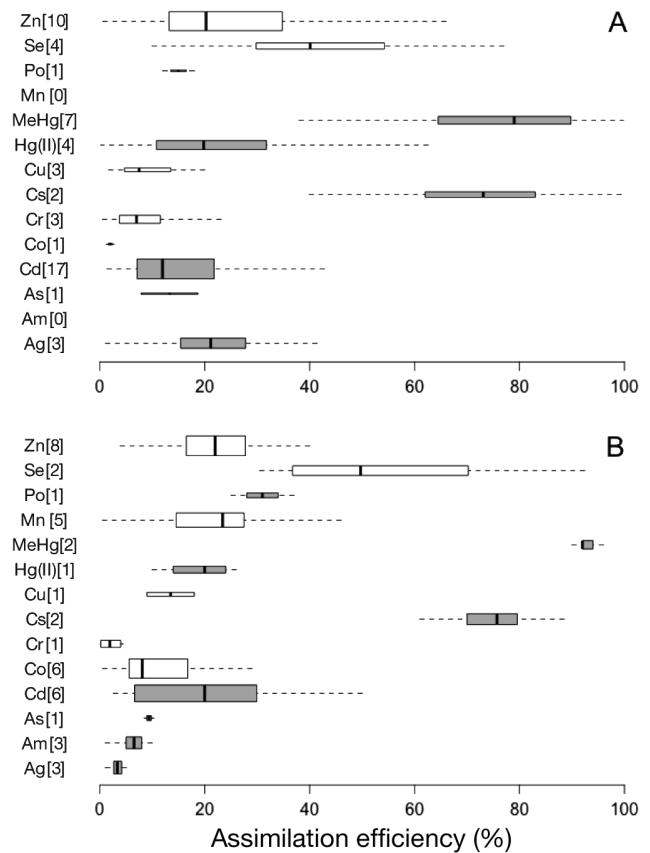 A
Zn[10]
Se[4]
Po[1]
Mn [0]
MeHg[7]
Hg(II)[4]
Cu[3]
Cs[2]
Cr[3]
Co[1]
Cd[17]
As[1]
Am[0]
Ag[3]
0 20 40 60 80 100
B
Zn[8]
Se[2]
Po[1]
Mn [5]
MeHg[2]
Hg(II)[1]
Cu[1]
Cs[2]
Cr[1]
Co[6]
Cd[6]
As[1]
Am[3]
Ag[3]
0 20 40 60 80 100
Assimilation efficiency (%)